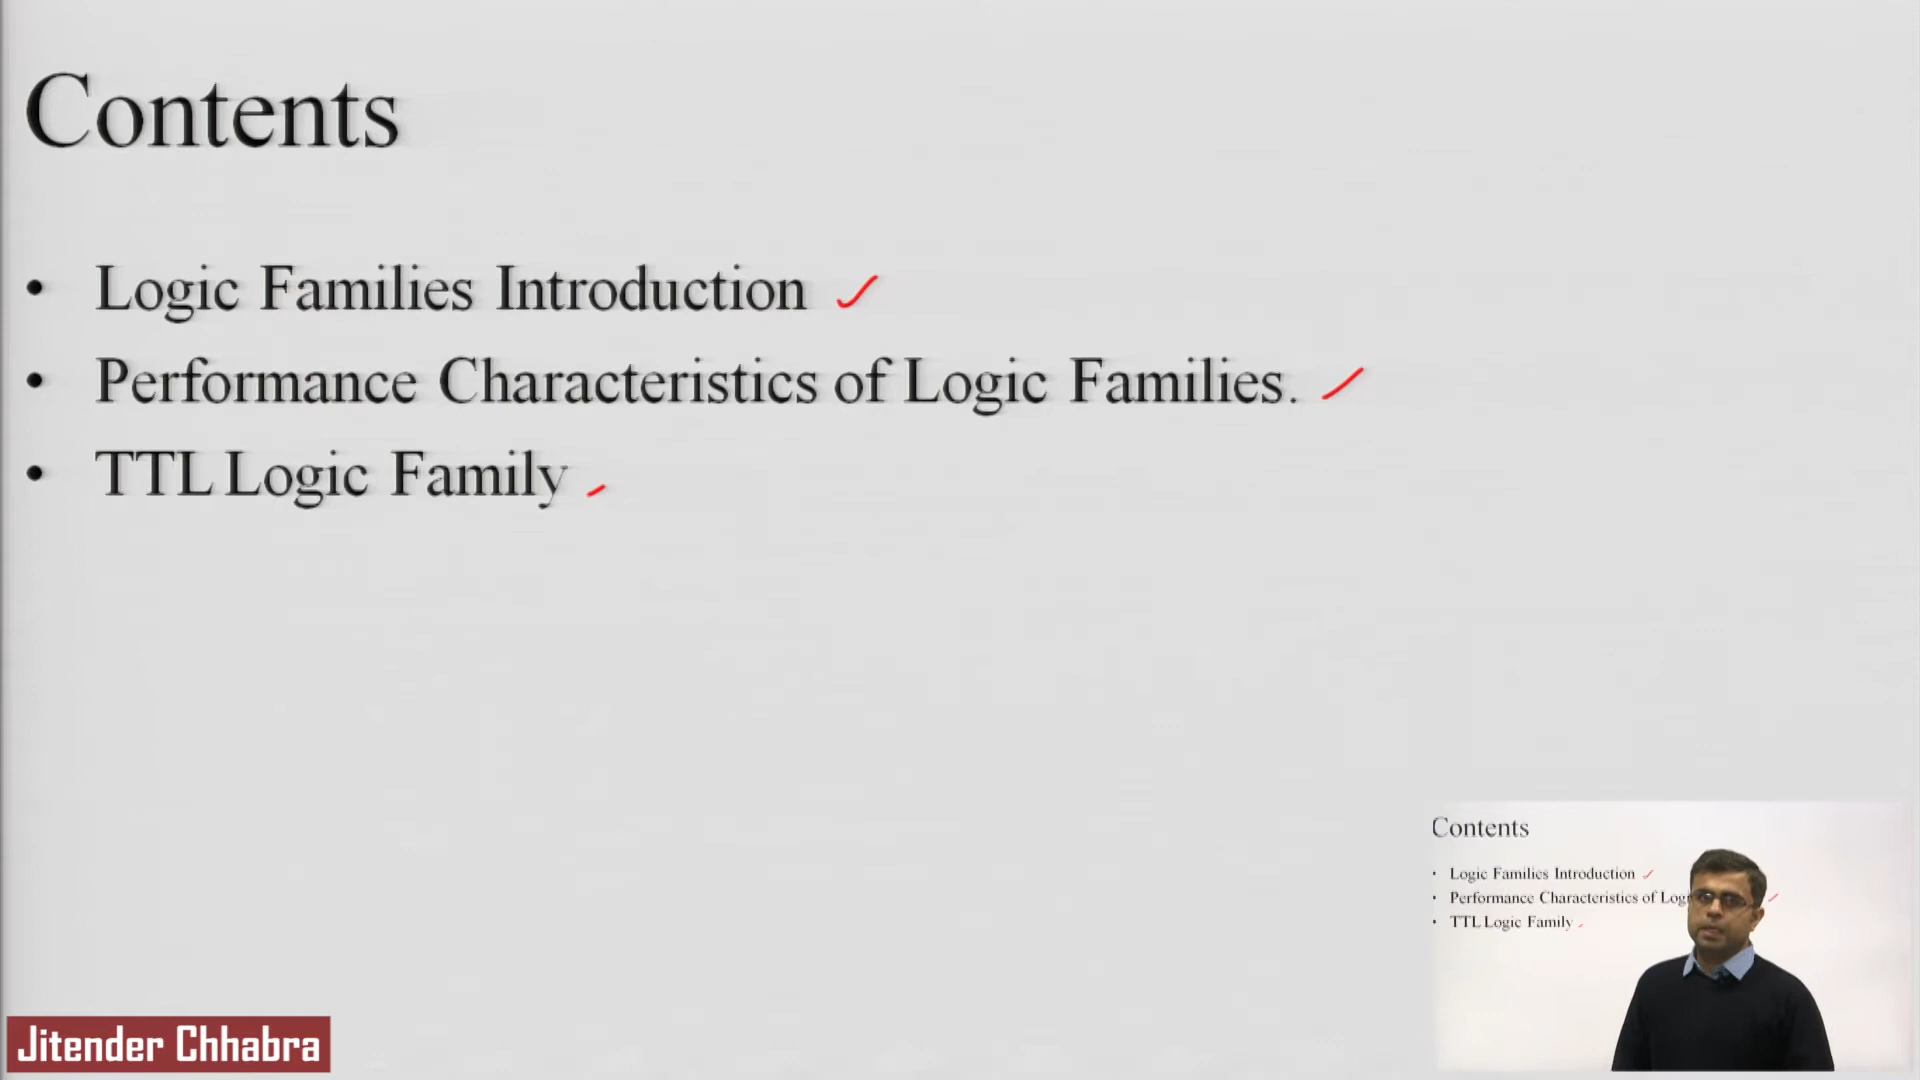 Contents
• Logic Families Introduction
• Performance Characteristics of Logic Families.
• TTL Logic Family
Contents
• Logic Families Introduction
• Performance Characteristics of Logi
• TTL Logic Family
Jitender Chhabra